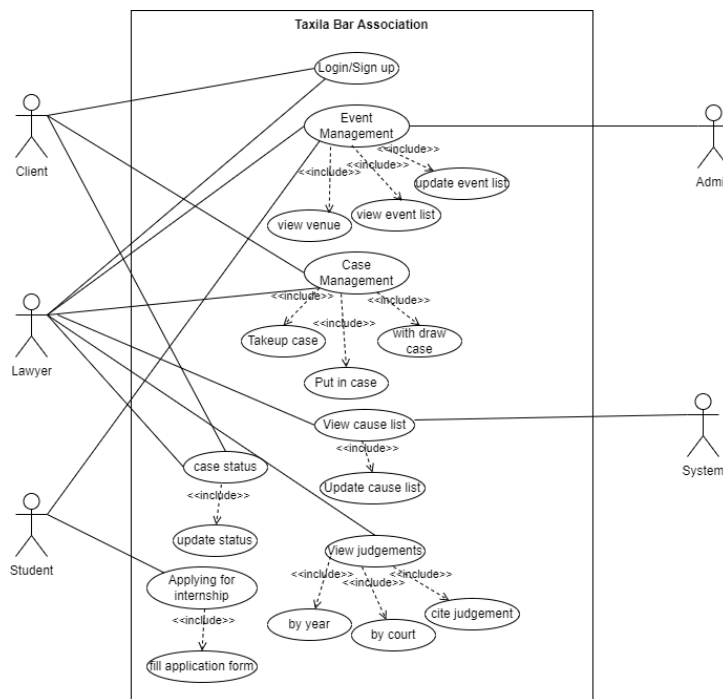 Taxila Bar Association
Login/Sign up
Event
Management
<<include>>
<<include>>
<<include>>
update event list
view event list
view venue
Client
Admi
Case
Management
<<include>>
<<include>>
<<include>>
Takeup case
with draw
case
Put in case
Lawyer
View cause list
<<include>>
Update cause list
System
case status
<<include>>
update status
Student
View judgements
<<include>>
<<include>>
<<include>>
by year
by court
cite judgement
Applying for
internship
<<include>>
fill application form